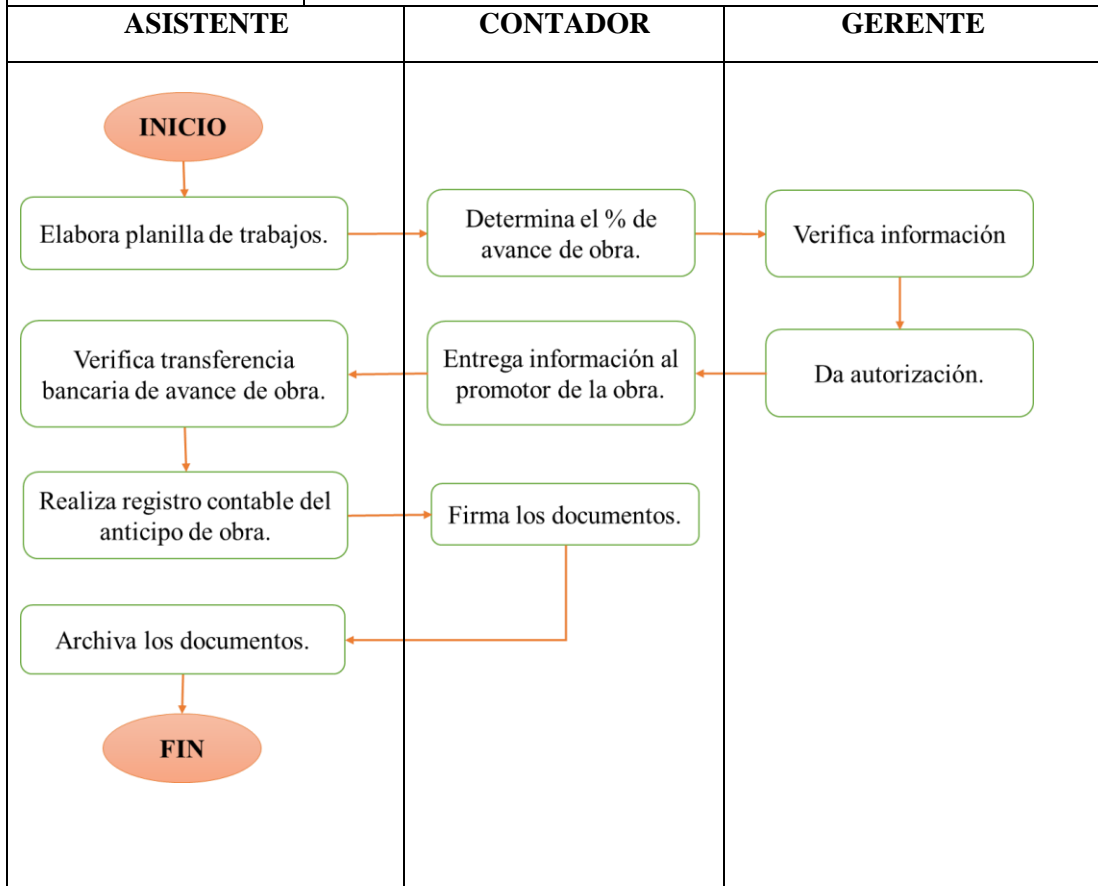 ASISTENTE
CONTADOR
GERENTE
INICIO
Elabora planilla de trabajos.
Determina el % de
avance de obra.
Verifica información
Da autorización.
Entrega información al
promotor de la obra.
Verifica transferencia
bancaria de avance de obra.
Realiza registro contable del
anticipo de obra.
Firma los documentos.
Archiva los documentos.
FIN